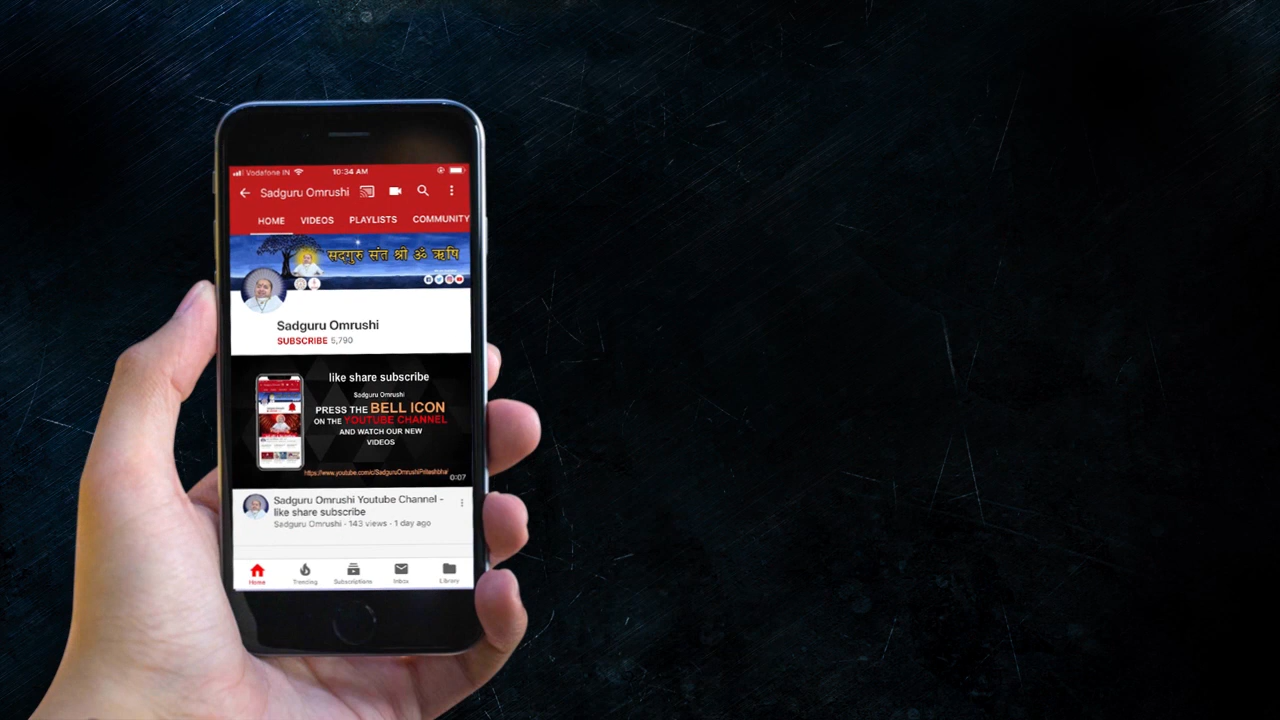 Vodafone IN
10:34 AM
Sadguru Omrushi
HOME VIDEOS PLAYLISTS COMMUNITY
सदगुरु संत श्री ॐ ऋषि
Sadguru Omrushi
SUBSCRIBE 5,790
like share subscribe
Sadguru Omrushi
PRESS THE BELL ICON
ON THE YOUTUBE CHANNEL
AND WATCH OUR NEW
VIDEOS
0:07
Sadguru Omrushi Youtube Channel -
like share subscribe
Sadguru Omrushi · 143 views · 1 day ago
Home Trending Subscriptions Inbox Library